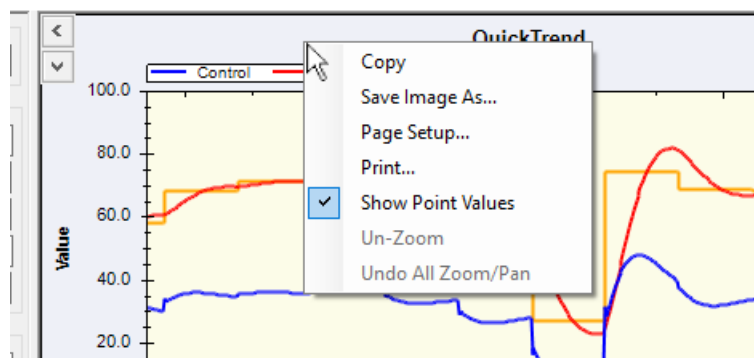 QuickTrend
Control
Copy
Save Image As...
Page Setup...
Print...
Show Point Values
Un-Zoom
Undo All Zoom/Pan
Value
100.0
80.0
60.0
40.0
20.0